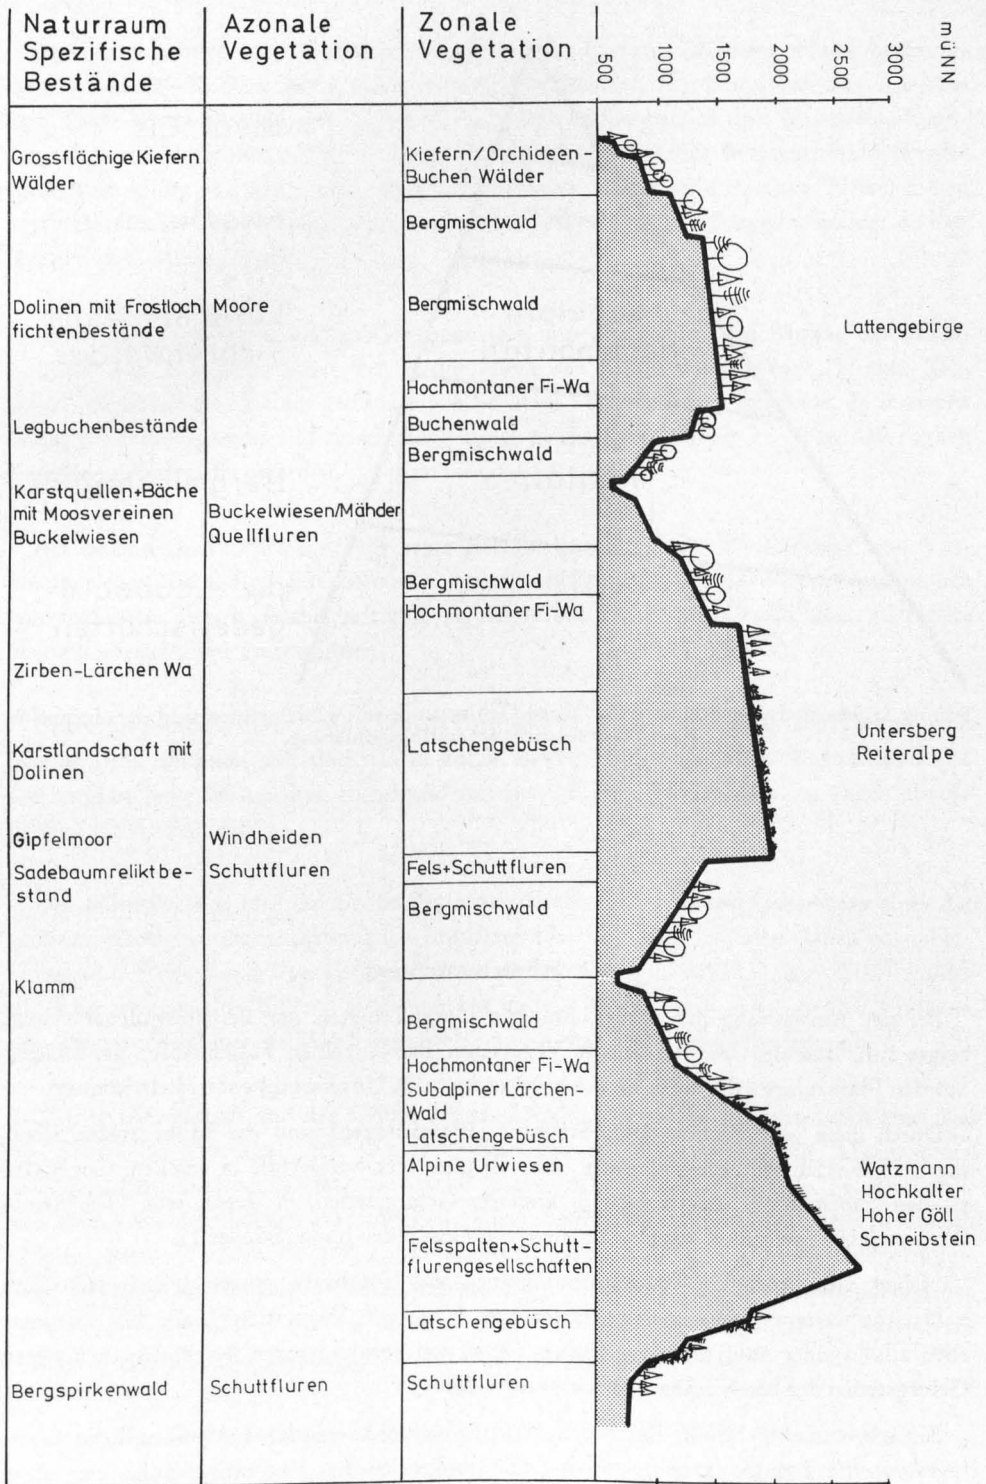 Naturraum
Spezifische
Bestände
Azonale
Vegetation
Zonale
Vegetation
500
1000
1500
2000
2500
3000
müNN
Grossflächige Kiefern
Wälder
Kiefern/Orchideen-
Buchen Wälder
Bergmischwald
Dolinen mit Frostloch
fichtenbestände
Moore
Bergmischwald
Lattengebirge
Hochmontaner Fi-Wa
Legbuchenbestände
Buchenwald
Bergmischwald
Karstquellen+Bäche
mit Moosvereinen
Buckelwiesen
Buckelwiesen/Mähder
Quellfluren
Bergmischwald
Hochmontaner Fi-Wa
Zirben-Lärchen Wa
Karstlandschaft mit
Dolinen
Latschengebüsch
Untersberg
Reiteralpe
Gipfelmoor
Windheiden
Sadebaumreliktbe-
stand
Schuttfluren
Fels+Schuttfluren
Bergmischwald
Klamm
Bergmischwald
Hochmontaner Fi-Wa
Subalpiner Lärchen-
Wald
Latschengebüsch
Alpine Urwiesen
Watzmann
Hochkalter
Hoher Göll
Schneibstein
Felsspalten+Schutt-
flurengesellschaften
Latschengebüsch
Bergspirkenwald
Schuttfluren
Schuttfluren